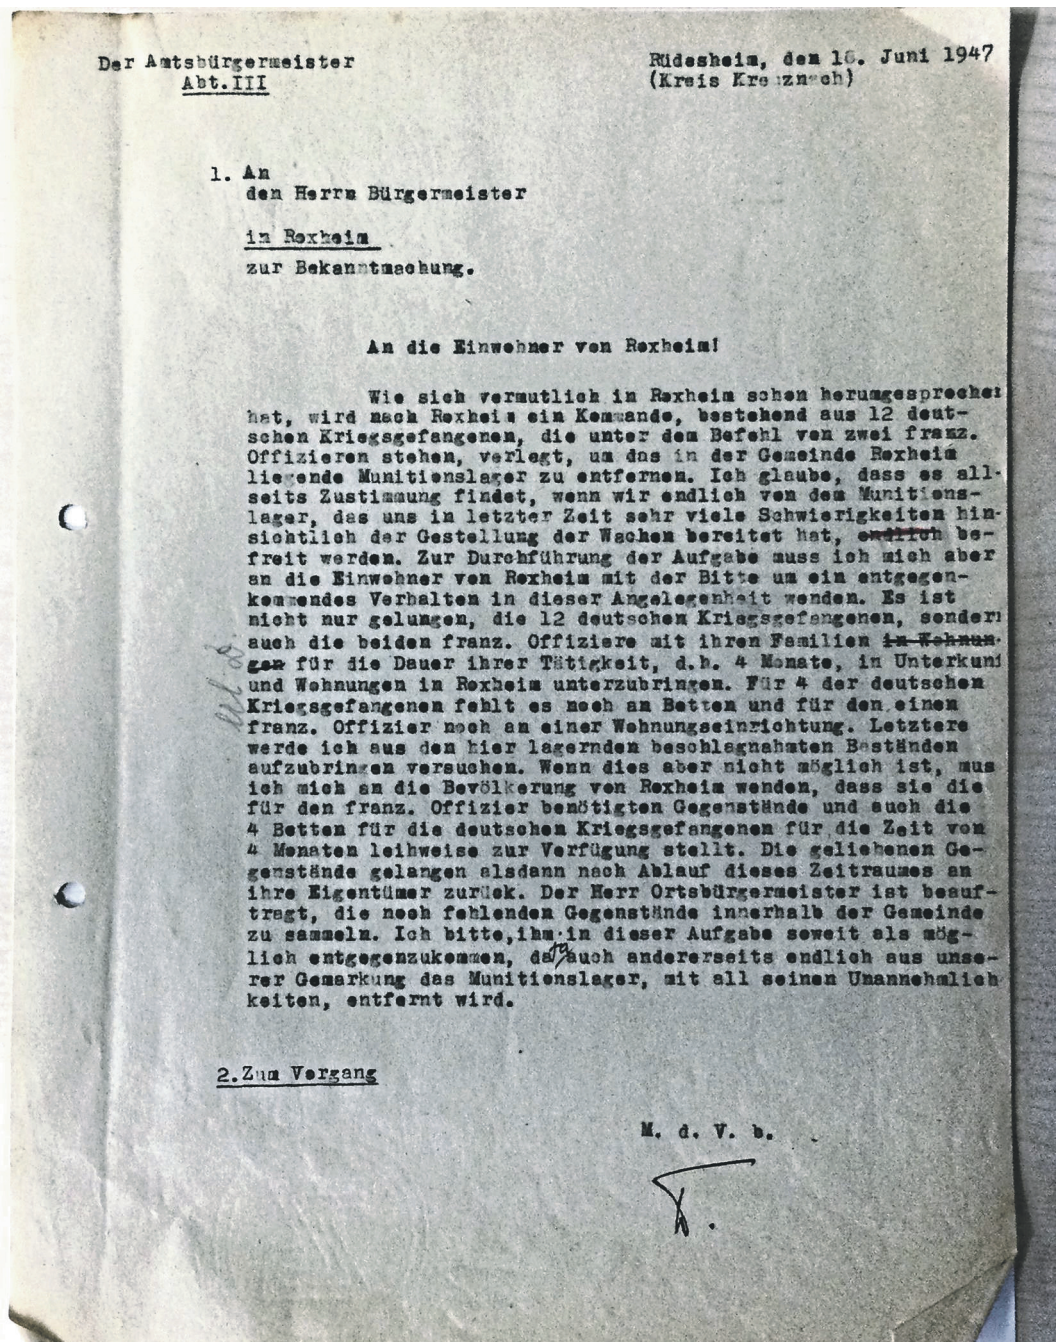 Der Amtsbürgermeister
Abt.III
Rüdesheim, den 16. Juni 1947
(Kreis Kreuznach)
1. An
den Herrn Bürgermeister
in Roxheim
zur Bekanntmachung.
An die Einwohner von Roxheim!
Wie sich vermutlich in Roxheim schon herumgesprochen
hat, wird nach Roxheim ein Kommando, bestehend aus 12 deut-
schen Kriegsgefangenen, die unter dem Befehl von zwei franz.
Offizieren stehen, verlegt, um das in der Gemeinde Roxheim
liegende Munitionslager zu entfernen. Ich glaube, dass es all-
seits Zustimmung findet, wenn wir endlich von dem Munitions-
lager, das uns in letzter Zeit sehr viele Schwierigkeiten hin-
sichtlich der Gestellung der Wachen bereitet hat, endlich be-
freit werden. Zur Durchführung der Aufgabe muss ich mich aber
an die Einwohner von Roxheim mit der Bitte um ein entgegen-
kommendes Verhalten in dieser Angelegenheit wenden. Es ist
nicht nur gelungen, die 12 deutschen Kriegsgefangenen, sondern
auch die beiden franz. Offiziere mit ihren Familien in Wohnun-
gen für die Dauer ihrer Tätigkeit, d.h. 4 Monate, in Unterkunf
und Wohnungen in Roxheim unterzubringen. Für 4 der deutschen
Kriegsgefangenen fehlt es noch an Betten und für den einen
franz. Offizier noch an einer Wohnungseinrichtung. Letztere
werde ich aus den hier lagernden beschlagnahmten Beständen
aufzubringen versuchen. Wenn dies aber nicht möglich ist, mus
ich mich an die Bevölkerung von Roxheim wenden, dass sie die
für den franz. Offizier benötigten Gegenstände und auch die
4 Betten für die deutschen Kriegsgefangenen für die Zeit von
4 Monaten leihweise zur Verfügung stellt. Die geliehenen Ge-
genstände gelangen alsdann nach Ablauf dieses Zeitraumes an
ihre Eigentümer zurück. Der Herr Ortsbürgermeister ist beauf-
tragt, die noch fehlenden Gegenstände innerhalb der Gemeinde
zu sammeln. Ich bitte, ihm in dieser Aufgabe soweit als mög-
lich entgegenzukommen, da ja auch andererseits endlich aus unse-
rer Gemarkung das Munitionslager, mit all seinen Unannehmlich
keiten, entfernt wird.
2.Zum Vorgang
M. d. V. b.